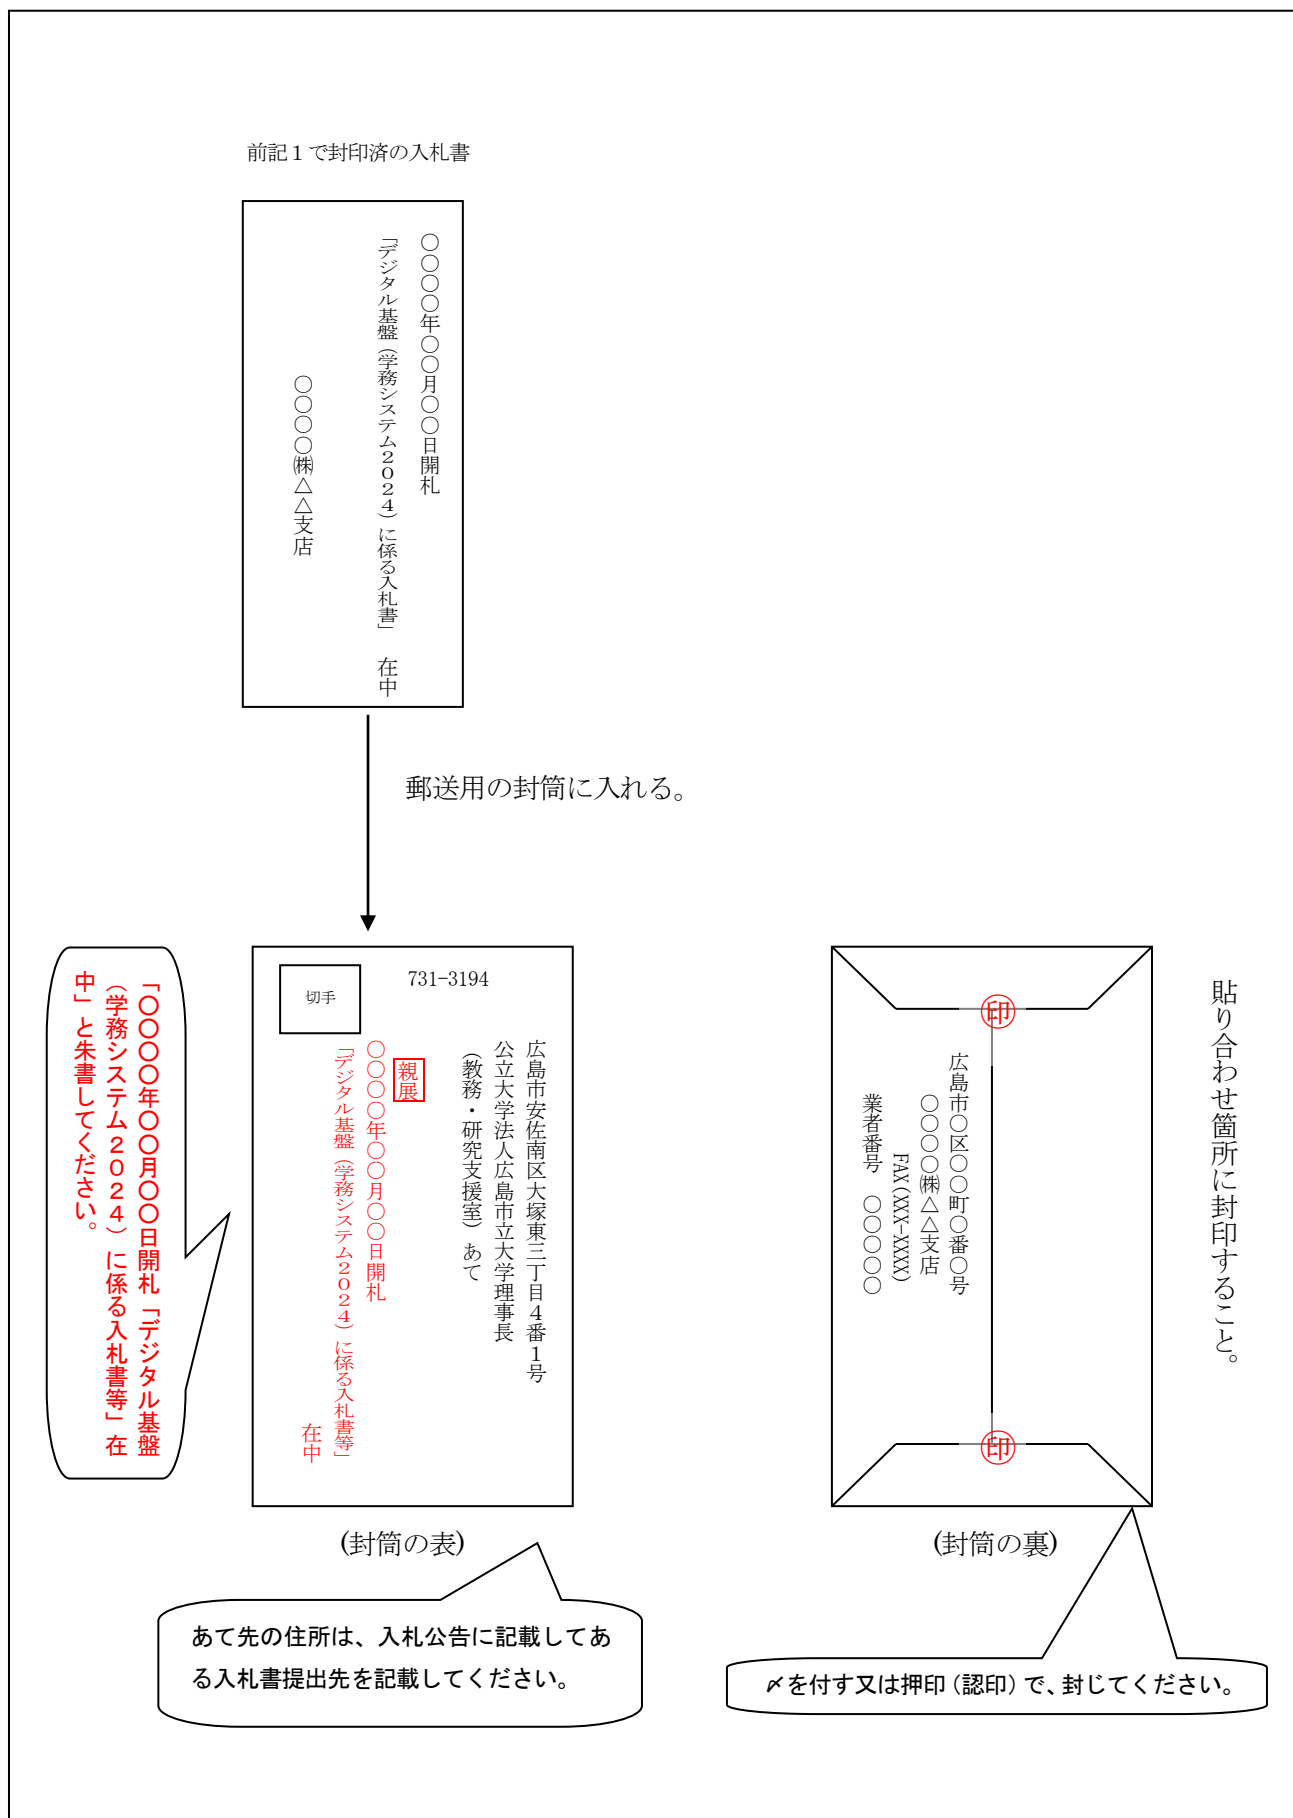 前記１で封印済の入札書
〇〇〇〇年〇〇月〇〇日開札
「デジタル基盤（学務システム２０２４）に係る入札書」　在中
〇〇〇〇㈱△△支店
郵送用の封筒に入れる。
「〇〇〇〇年〇〇月〇〇日開札「デジタル基盤
（学務システム２０２４）に係る入札書等」在
中」と朱書してください。
切手
731-3194
広島市安佐南区大塚東三丁目４番１号
公立大学法人広島市立大学理事長
（教務・研究支援室）あて
親展
〇〇〇〇年〇〇月〇〇日開札
「デジタル基盤（学務システム２０２４）に係る入札書等」
在中
(封筒の表)
あて先の住所は、入札公告に記載してあ
る入札書提出先を記載してください。
貼り合わせ箇所に封印すること。
印
広島市〇区〇〇町〇番〇号
〇〇〇〇㈱△△支店
FAX(XXX-XXXX)
業者番号　〇〇〇〇〇
印
(封筒の裏)
〆を付す又は押印（認印）で、封じてください。